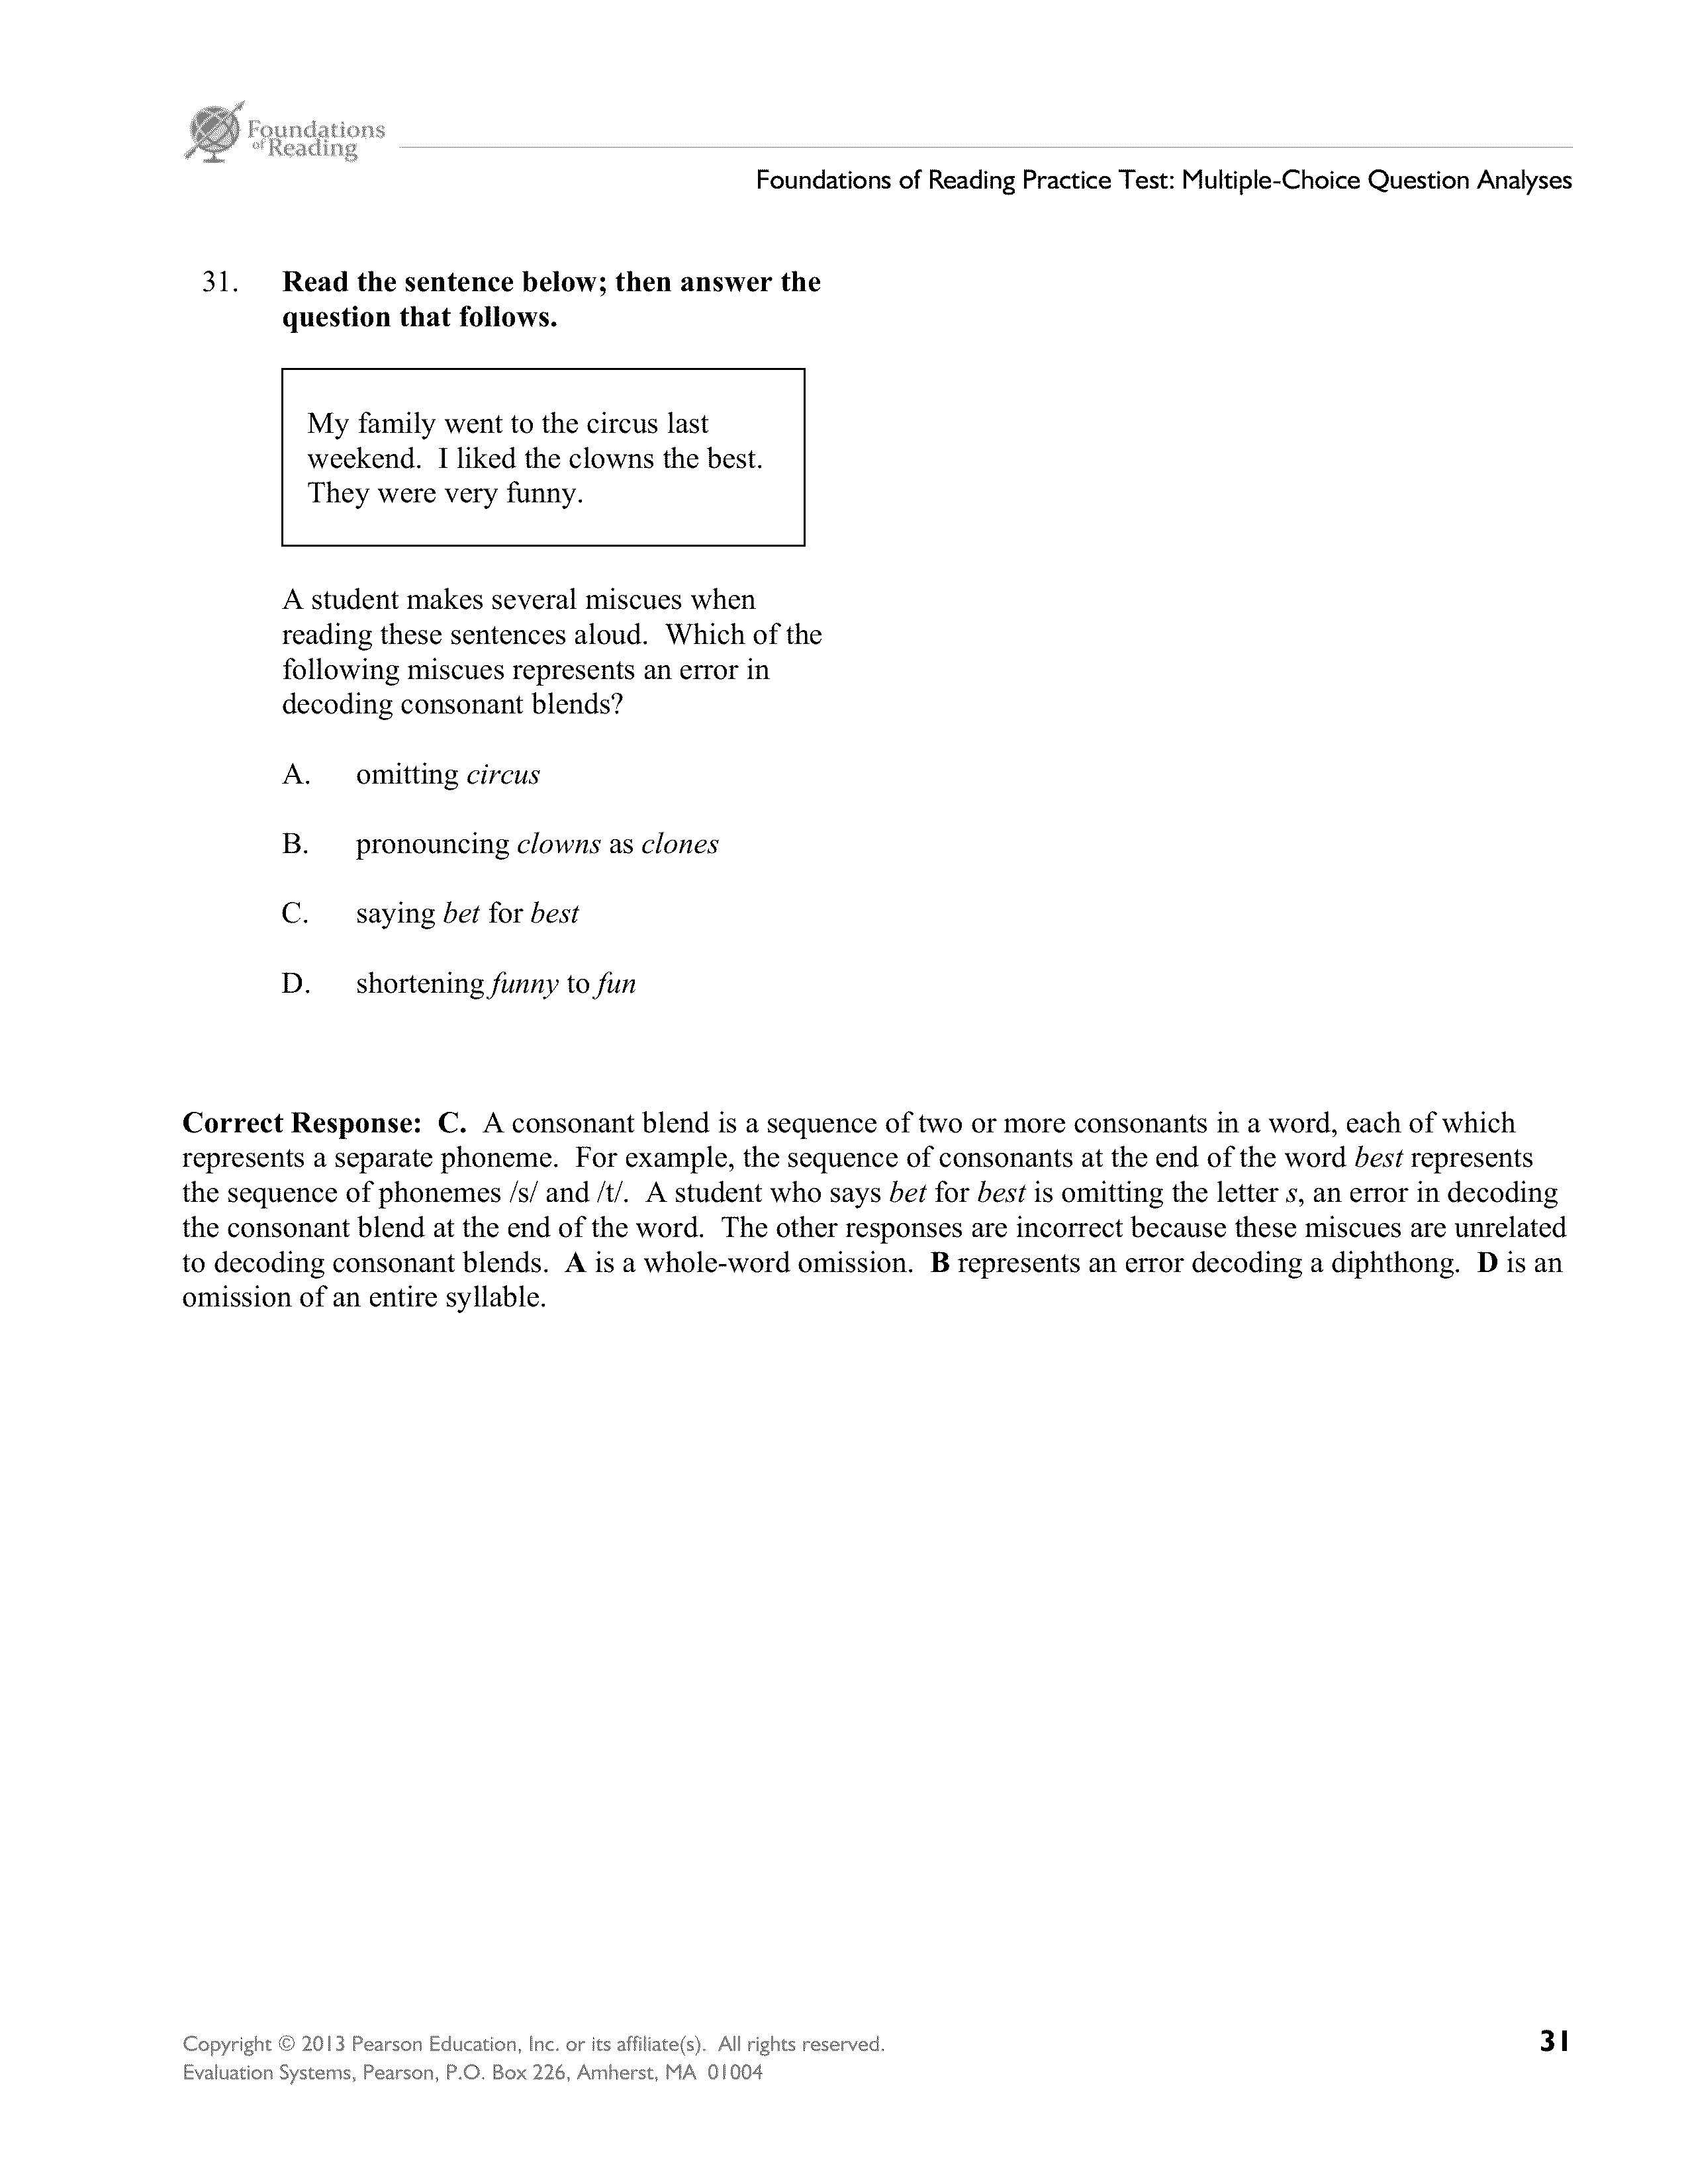 Foundations
of Reading
Foundations of Reading Practice Test: Multiple-Choice Question Analyses
31. Read the sentence below; then answer the
question that follows.
My family went to the circus last
weekend. I liked the clowns the best.
They were very funny.
A student makes several miscues when
reading these sentences aloud. Which of the
following miscues represents an error in
decoding consonant blends?
A. omitting circus
B. pronouncing clowns as clones
C. saying bet for best
D. shortening funny to fun
Correct Response: C. A consonant blend is a sequence of two or more consonants in a word, each of which
represents a separate phoneme. For example, the sequence of consonants at the end of the word best represents
the sequence of phonemes /s/ and /t/. A student who says bet for best is omitting the letter s, an error in decoding
the consonant blend at the end of the word. The other responses are incorrect because these miscues are unrelated
to decoding consonant blends. A is a whole-word omission. B represents an error decoding a diphthong. D is an
omission of an entire syllable.
Copyright © 2013 Pearson Education, Inc. or its affiliate(s). All rights reserved.
Evaluation Systems, Pearson, P.O. Box 226, Amherst, MA 01004
31